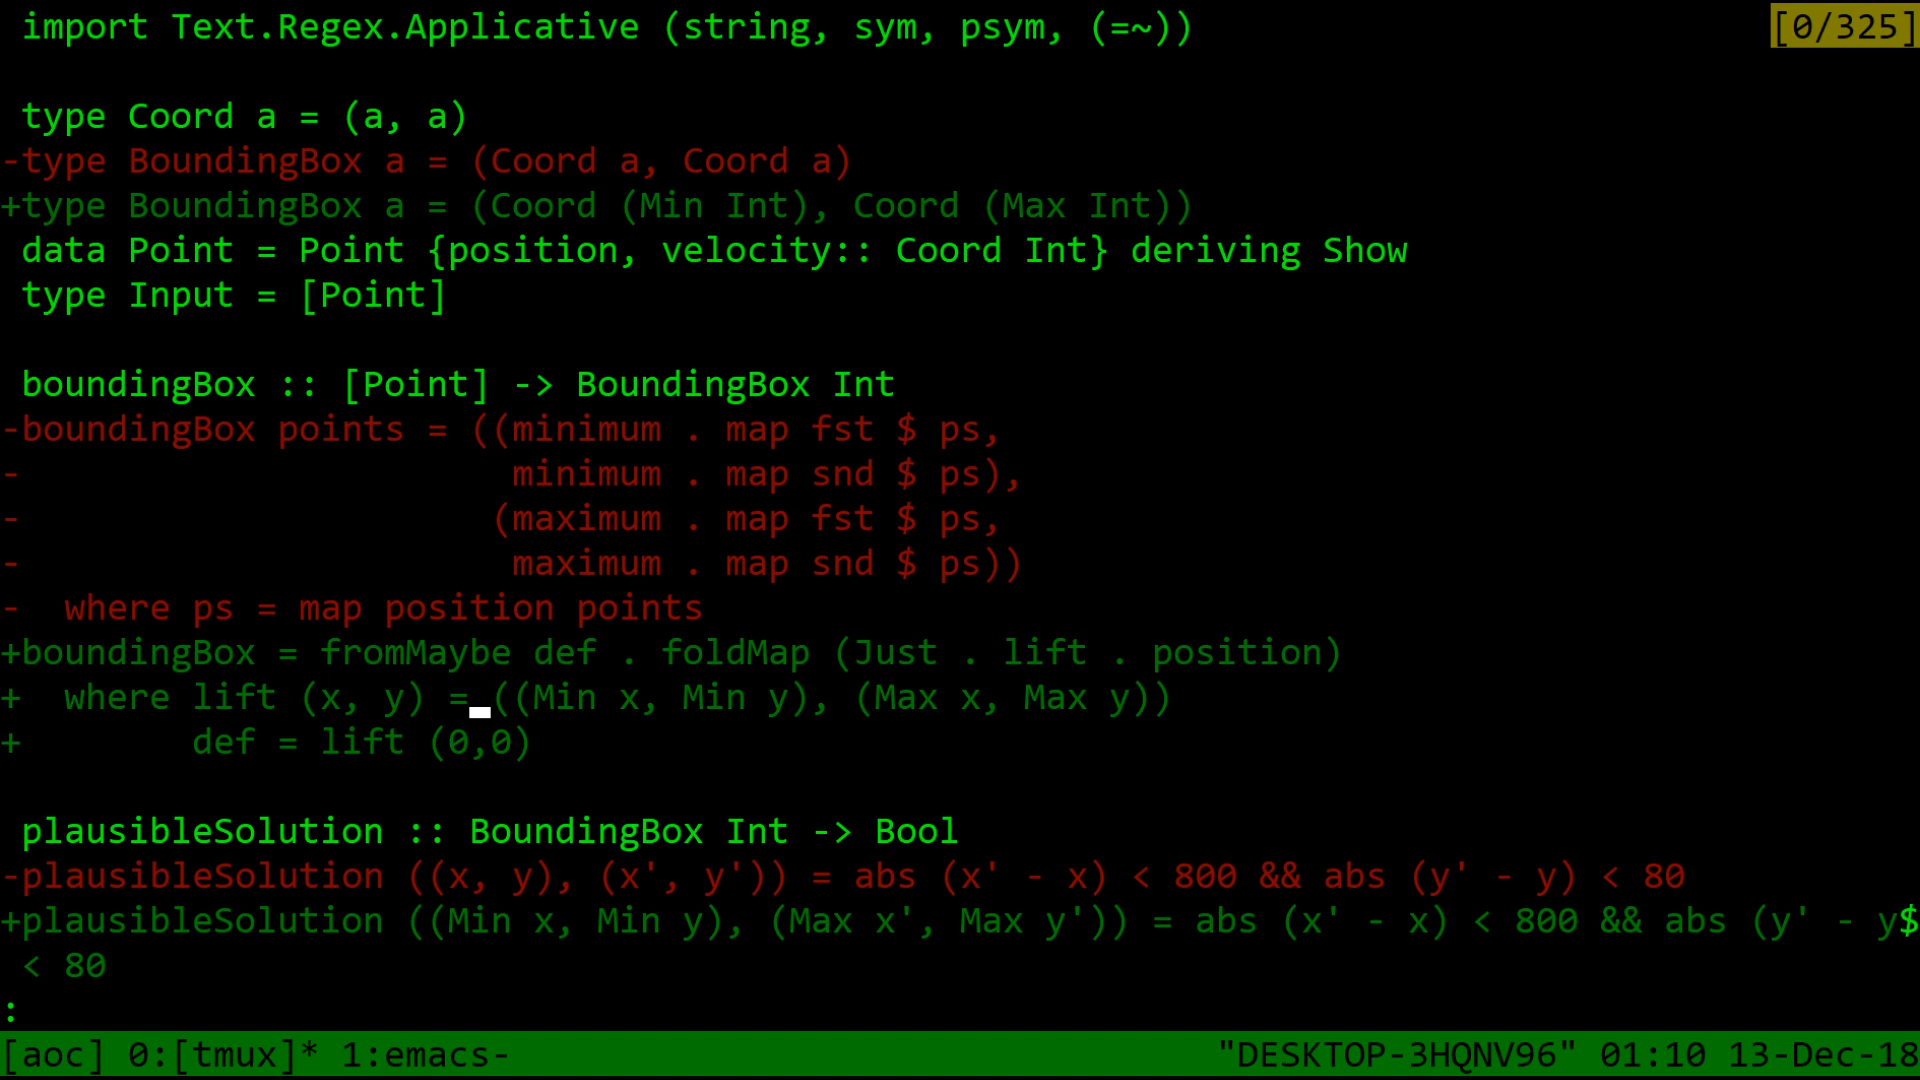 import Text.Regex.Applicative (string, sym, psym, (=~)) [0/325]

 type Coord a = (a, a)
-type BoundingBox a = (Coord a, Coord a)
+type BoundingBox a = (Coord (Min Int), Coord (Max Int))
 data Point = Point {position, velocity:: Coord Int} deriving Show
 type Input = [Point]

 boundingBox :: [Point] -> BoundingBox Int
-boundingBox points = ((minimum . map fst $ ps,
-                       minimum . map snd $ ps),
-                      (maximum . map fst $ ps,
-                       maximum . map snd $ ps))
-  where ps = map position points
+boundingBox = fromMaybe def . foldMap (Just . lift . position)
+  where lift (x, y) = ((Min x, Min y), (Max x, Max y))
+        def = lift (0,0)

 plausibleSolution :: BoundingBox Int -> Bool
-plausibleSolution ((x, y), (x', y')) = abs (x' - x) < 800 && abs (y' - y) < 80
+plausibleSolution ((Min x, Min y), (Max x', Max y')) = abs (x' - x) < 800 && abs (y' - y$
 < 80
:
[aoc] 0:[tmux]* 1:emacs- "DESKTOP-3HQNV96" 01:10 13-Dec-18